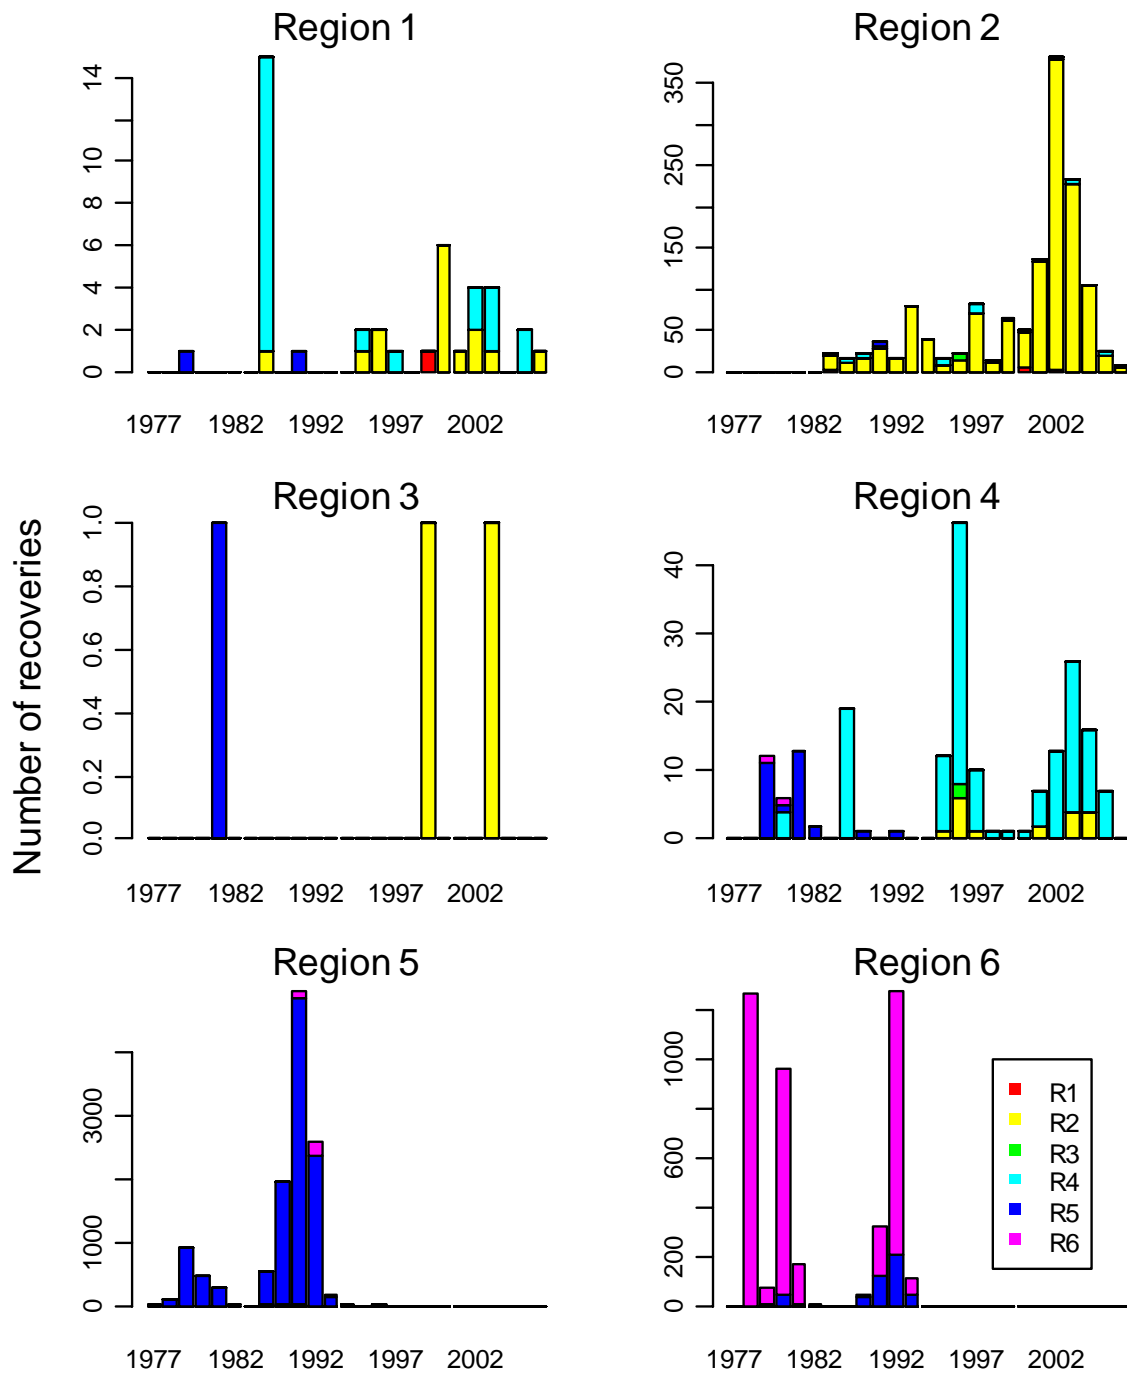 Region 1
Region 2
14
10
8
6
4
2
0
350
250
150
50
0
1977 1982 1992 1997 2002
1977 1982 1992 1997 2002
Number of recoveries
Region 3
Region 4
1.0
0.8
0.6
0.4
0.2
0.0
40
30
20
10
0
1977 1982 1992 1997 2002
1977 1982 1992 1997 2002
Region 5
Region 6
3000
1000
0
1000
600
200
0
R1
R2
R3
R4
R5
R6
1977 1982 1992 1997 2002
1977 1982 1992 1997 2002